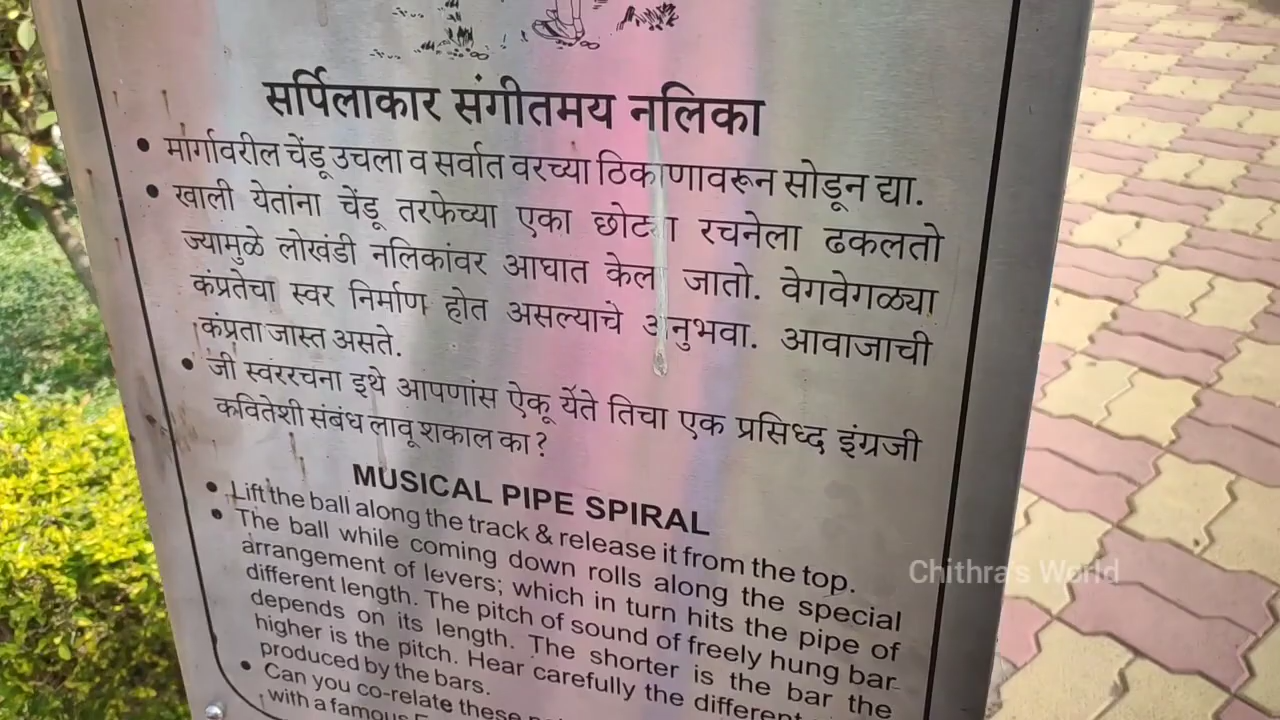 सर्पिलाकार संगीतमय नलिका
• मार्गावरील चेंडू उचला व सर्वात वरच्या ठिकाणावरून सोडून द्या.
• खाली येतांना चेंडू तरफेच्या एका छोट्या रचनेला ढकलतो
ज्यामुळे लोखंडी नलिकांवर आघात केला जातो. वेगवेगळ्या
कंप्रतेचा स्वर निर्माण होत असल्याचे अनुभवा. आवाजाची
कंप्रता जास्त असते.
• जी स्वररचना इथे आपणांस ऐकू येते तिचा एक प्रसिध्द इंग्रजी
कवितेशी संबंध लावू शकाल का?
MUSICAL PIPE SPIRAL
• Lift the ball along the track & release it from the top.
• The ball while coming down rolls along the special
arrangement of levers; which in turn hits the pipe of
different length. The pitch of sound of freely hung bar
depends on its length. The shorter is the bar the
higher is the pitch. Hear carefully the different
produced by the bars.
• Can you co-relate these
with a famous
Chithra's World